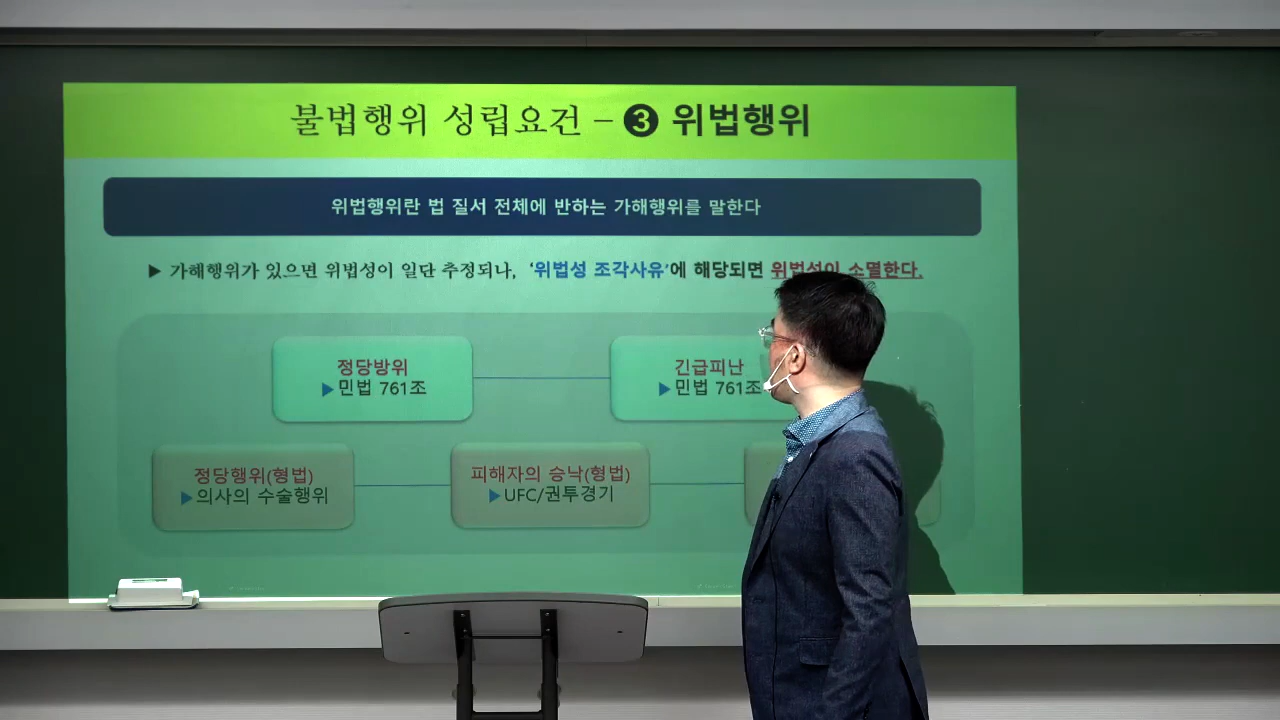 불법행위 성립요건 – ❸ 위법행위
위법행위란 법 질서 전체에 반하는 가해행위를 말한다
▶ 가해행위가 있으면 위법성이 일단 추정되나, ‘위법성 조각사유’에 해당되면 위법성이 소멸한다.
정당방위
▶민법 761조
긴급피난
▶민법 761조
정당행위(형법)
▶의사의 수술행위
피해자의 승낙(형법)
▶UFC/권투경기